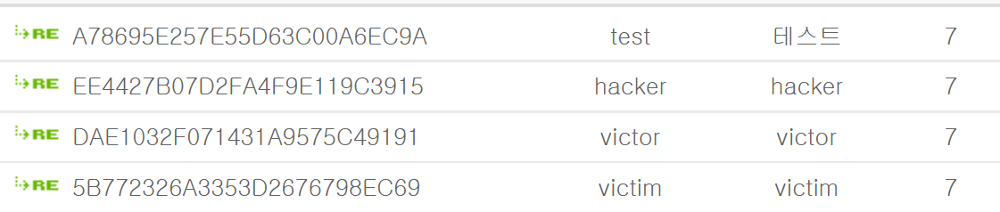 RE A78695E257E55D63C00A6EC9A test 테스트 7
RE EE4427B07D2FA4F9E119C3915 hacker hacker 7
RE DAE1032F071431A9575C49191 victor victor 7
RE 5B772326A3353D2676798EC69 victim victim 7